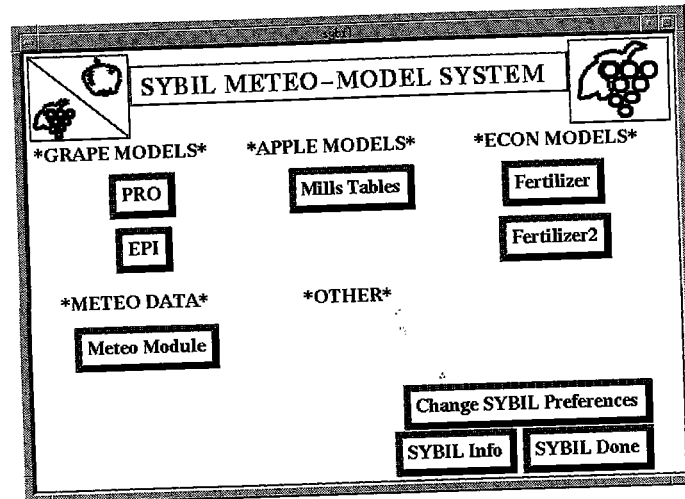 sybil
SYBIL METEO-MODEL SYSTEM
*GRAPE MODELS*
PRO
EPI
*APPLE MODELS*
Mills Tables
*ECON MODELS*
Fertilizer
Fertilizer2
*METEO DATA*
Meteo Module
*OTHER*
Change SYBIL Preferences
SYBIL Info
SYBIL Done